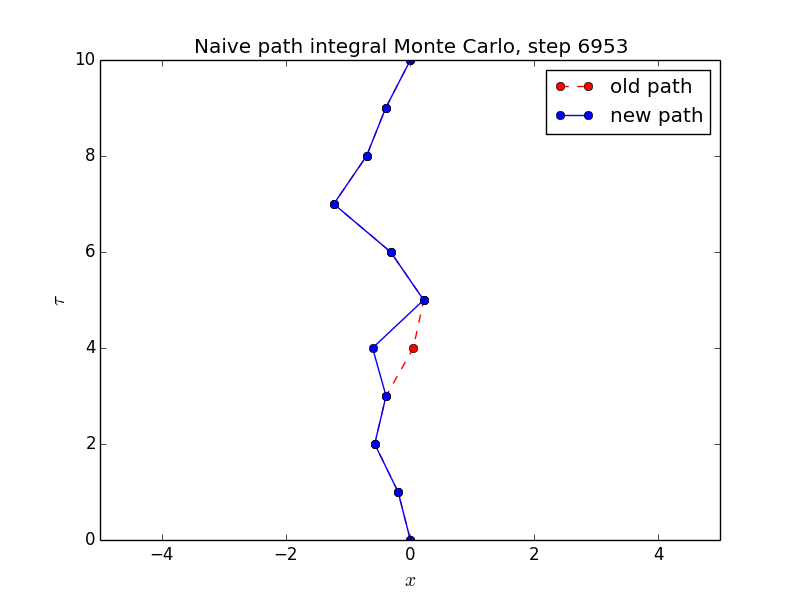 Naive path integral Monte Carlo, step 6953
10
8
6
4
2
0
τ
old path
new path
−4 −2 0 2 4
x